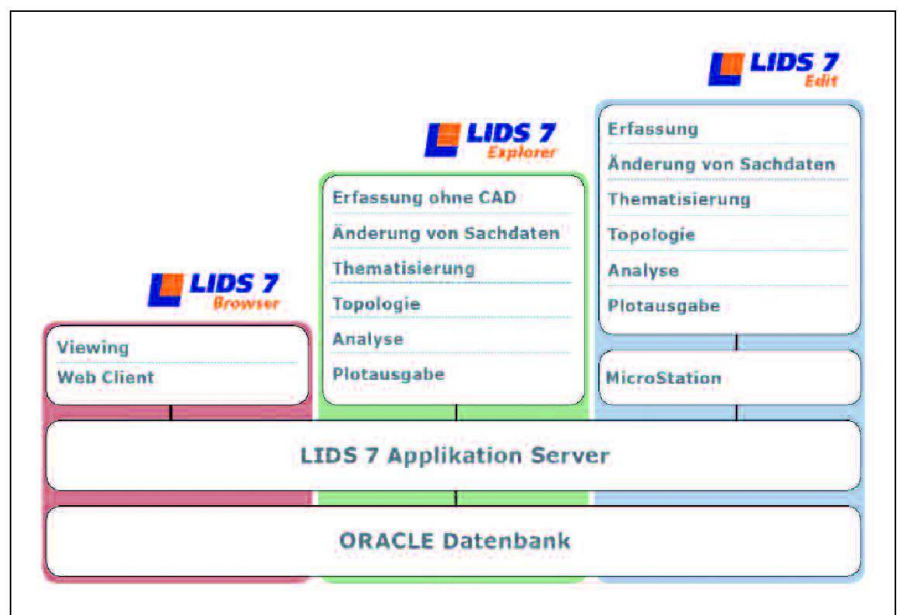 LIDS 7
Edit
Erfassung
Änderung von Sachdaten
Thematisierung
Topologie
Analyse
Plotausgabe
MicroStation
LIDS 7
Explorer
Erfassung ohne CAD
Änderung von Sachdaten
Thematisierung
Topologie
Analyse
Plotausgabe
LIDS 7
Browser
Viewing
Web Client
LIDS 7 Applikation Server
ORACLE Datenbank